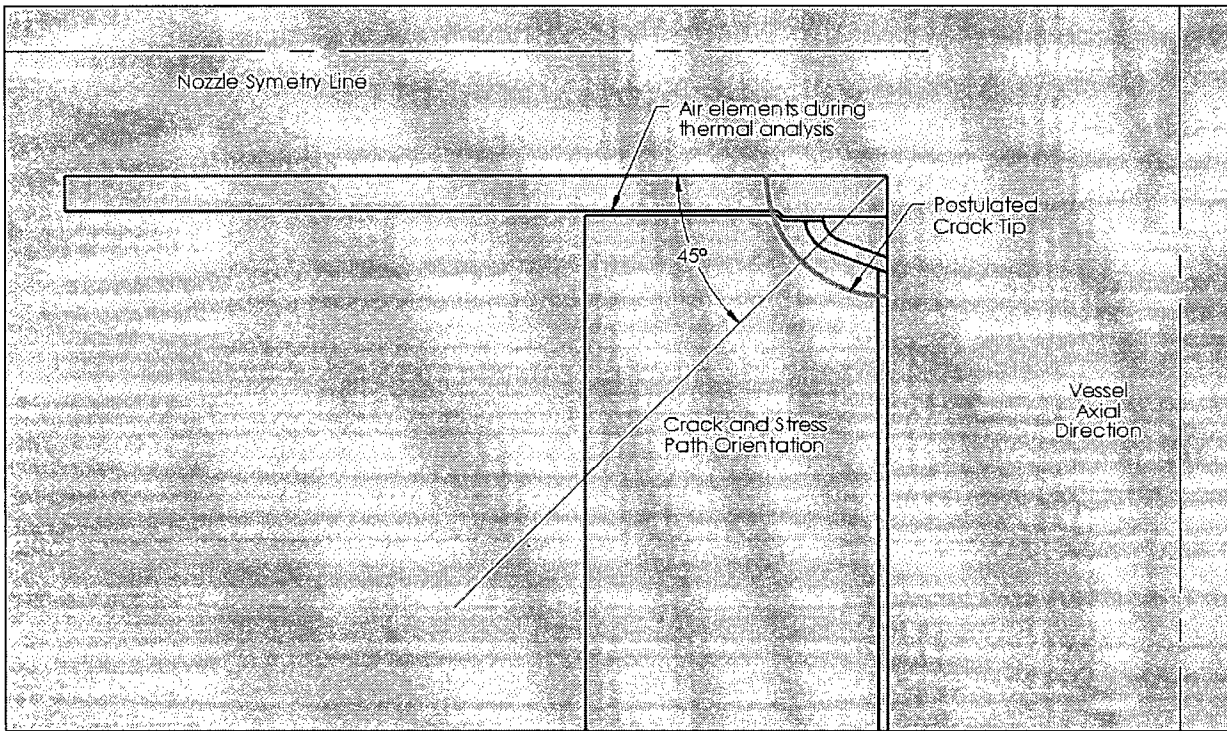 Nozzle Symetry Line
Air elements during
thermal analysis
Postulated
Crack Tip
45°
Crack and Stress
Path Orientation
Vessel
Axial
Direction